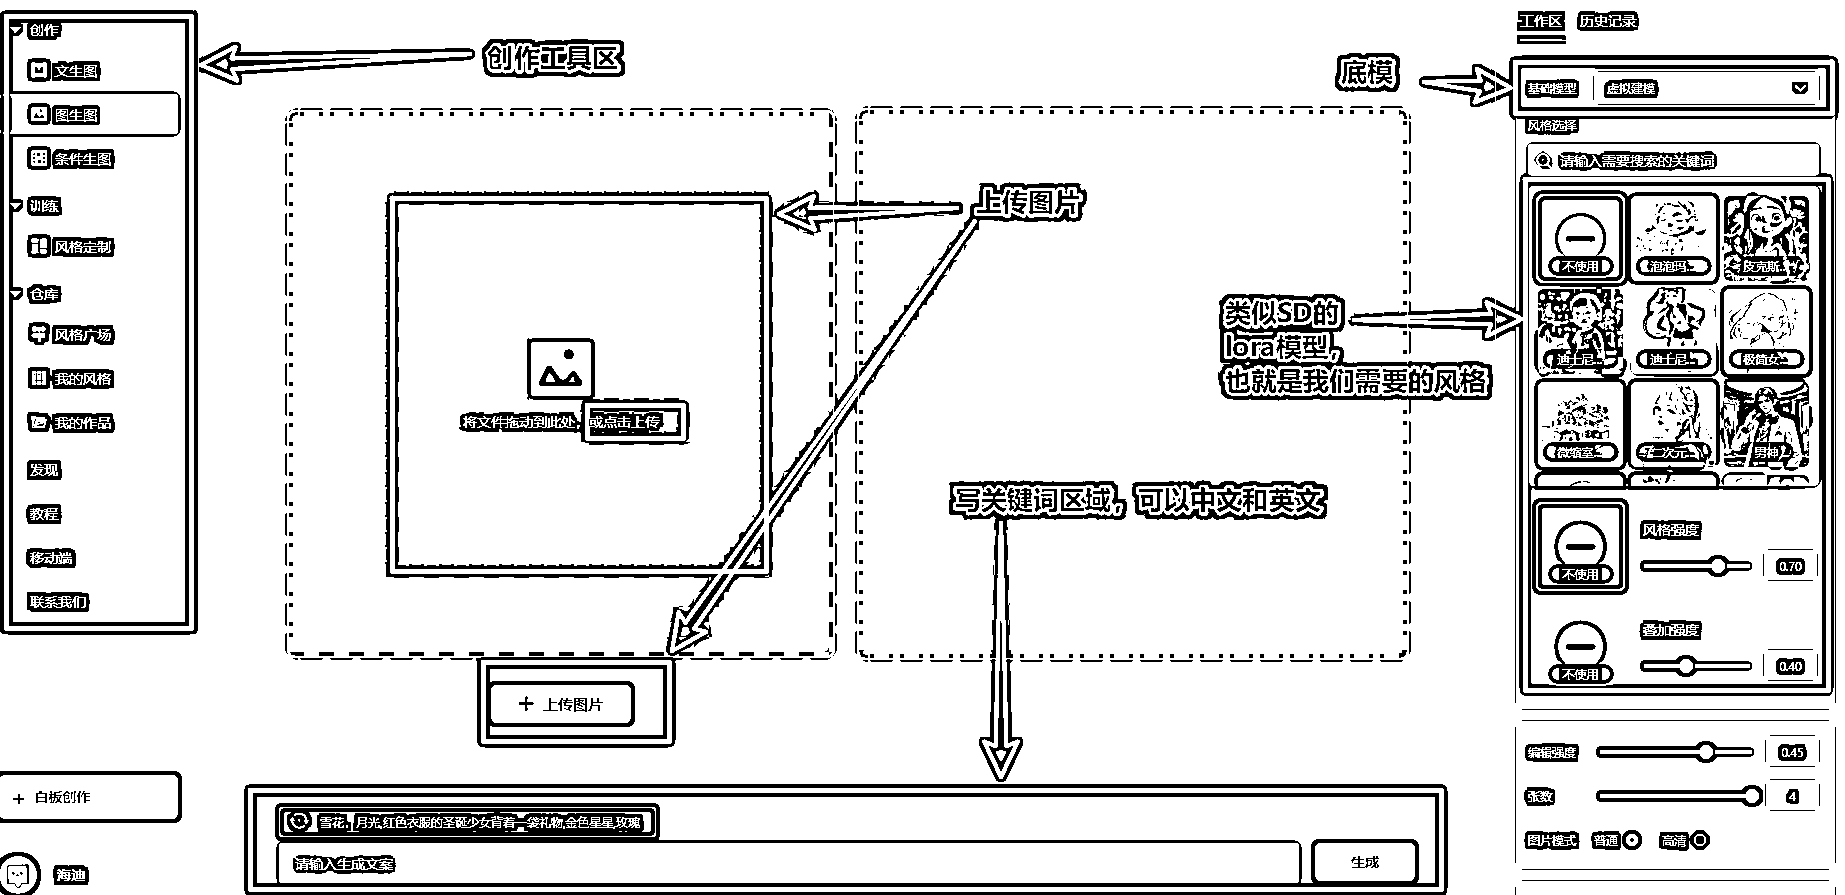 创作
文生图
图生图
条件生图
训练
风格定制
仓库
风格广场
我的风格
我的作品
发现
教程
移动端
联系我们
+ 白板创作
海迪
创作工具区
上传图片
将文件拖动到此处,
或点击上传
+ 上传图片
写关键词区域，可以中文和英文
雪花、月光,红色衣服的圣诞少女背着一袋礼物,金色星星,玫瑰
请输入生成文案
生成
底模
类似SD的
lora模型，
也就是我们需要的风格
工作区 历史记录
基础模型 虚拟建模
风格选择
请输入需要搜索的关键词
不使用 泡泡玛... 皮克斯...
迪士尼... 迪士尼... 极简女...
微缩室... 二次元... 男神...
不使用
风格强度
0.70
不使用
叠加强度
0.40
编辑强度 0.45
张数 4
图片模式 普通 高清